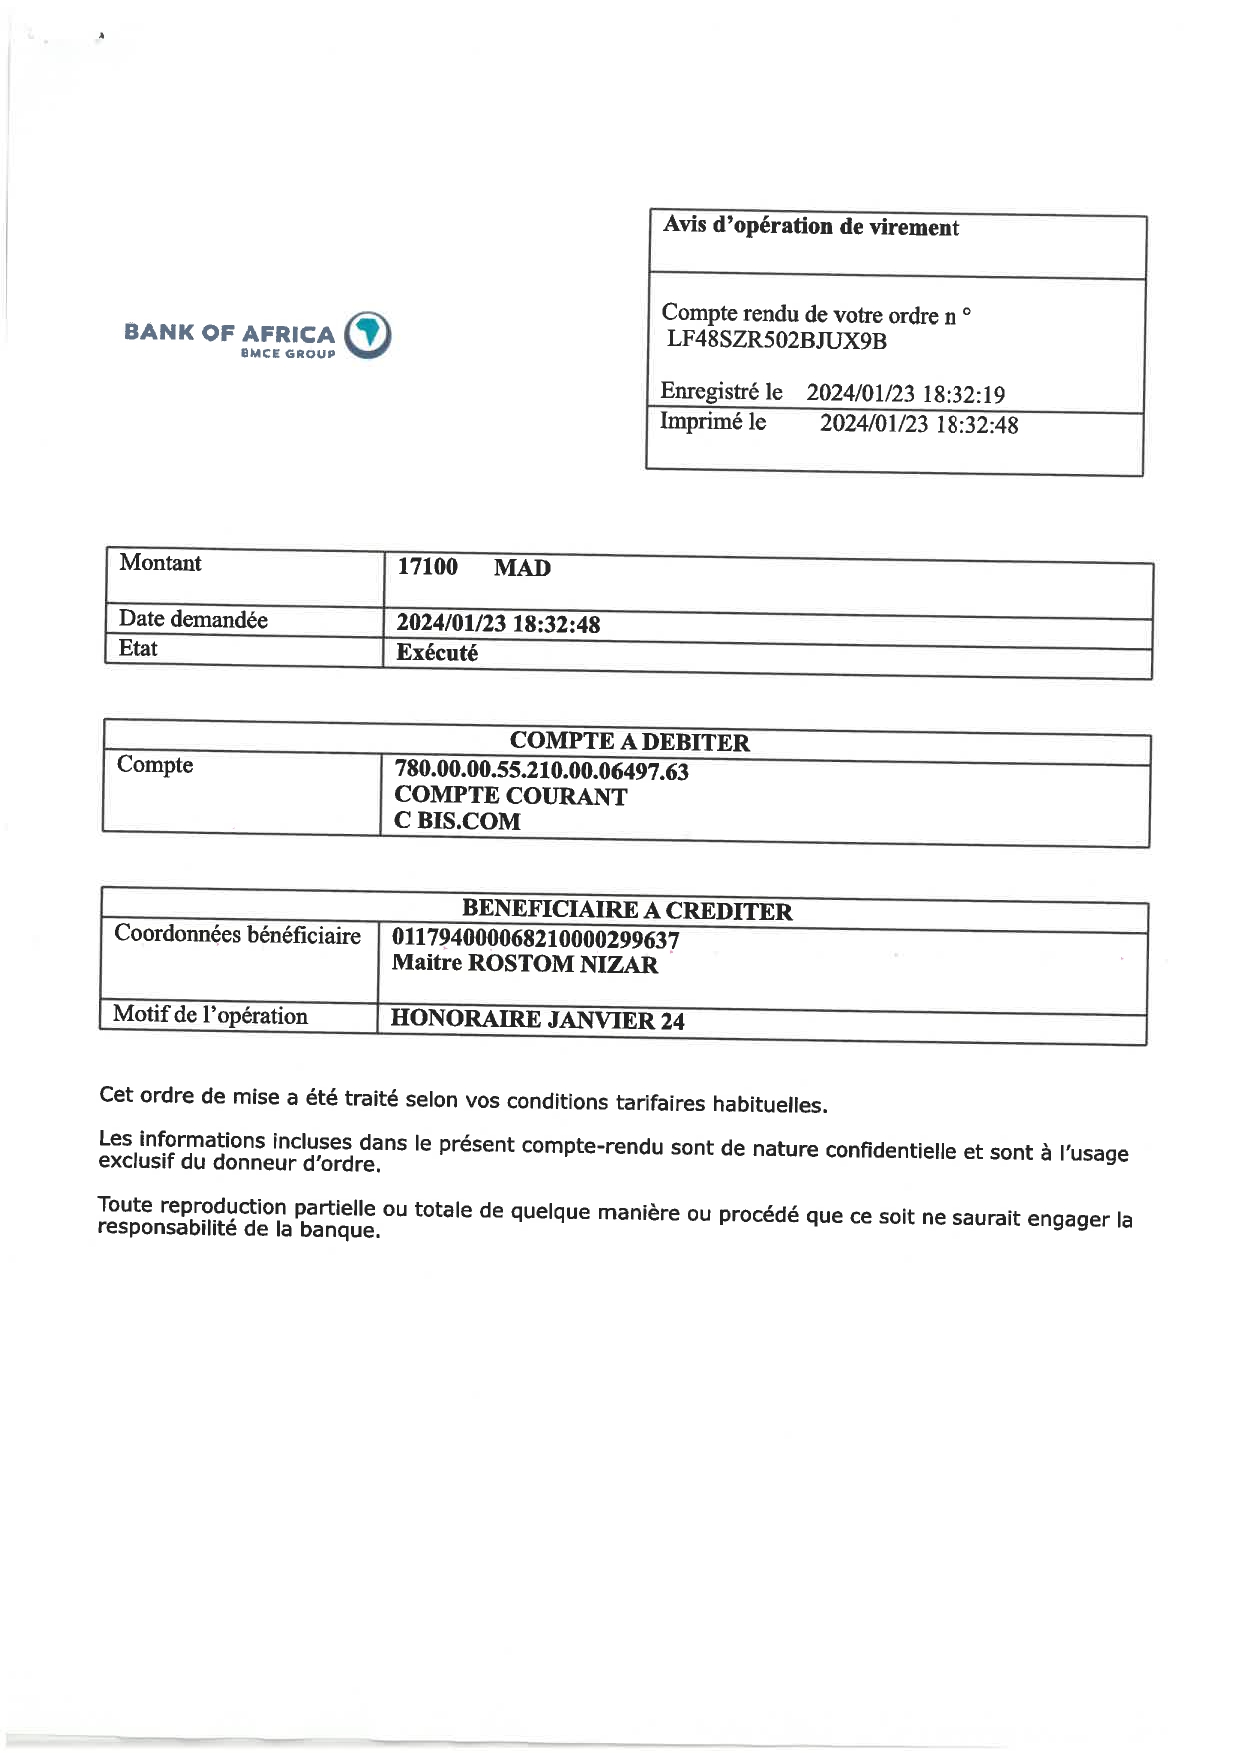 Avis d'opération de virement
BANK OF AFRICA
BMCE GROUP
Compte rendu de votre ordre n °
LF48SZR502BJUX9B
Enregistré le 2024/01/23 18:32:19
Imprimé le 2024/01/23 18:32:48
Montant 17100 MAD
Date demandée 2024/01/23 18:32:48
Etat Exécuté
COMPTE A DEBITER
Compte 780.00.00.55.210.00.06497.63
COMPTE COURANT
C BIS.COM
BENEFICIAIRE A CREDITER
Coordonnées bénéficiaire 011794000068210000299637
Maitre ROSTOM NIZAR
Motif de l'opération HONORAIRE JANVIER 24
Cet ordre de mise a été traité selon vos conditions tarifaires habituelles.
Les informations incluses dans le présent compte-rendu sont de nature confidentielle et sont à l'usage
exclusif du donneur d'ordre.
Toute reproduction partielle ou totale de quelque manière ou procédé que ce soit ne saurait engager la
responsabilité de la banque.